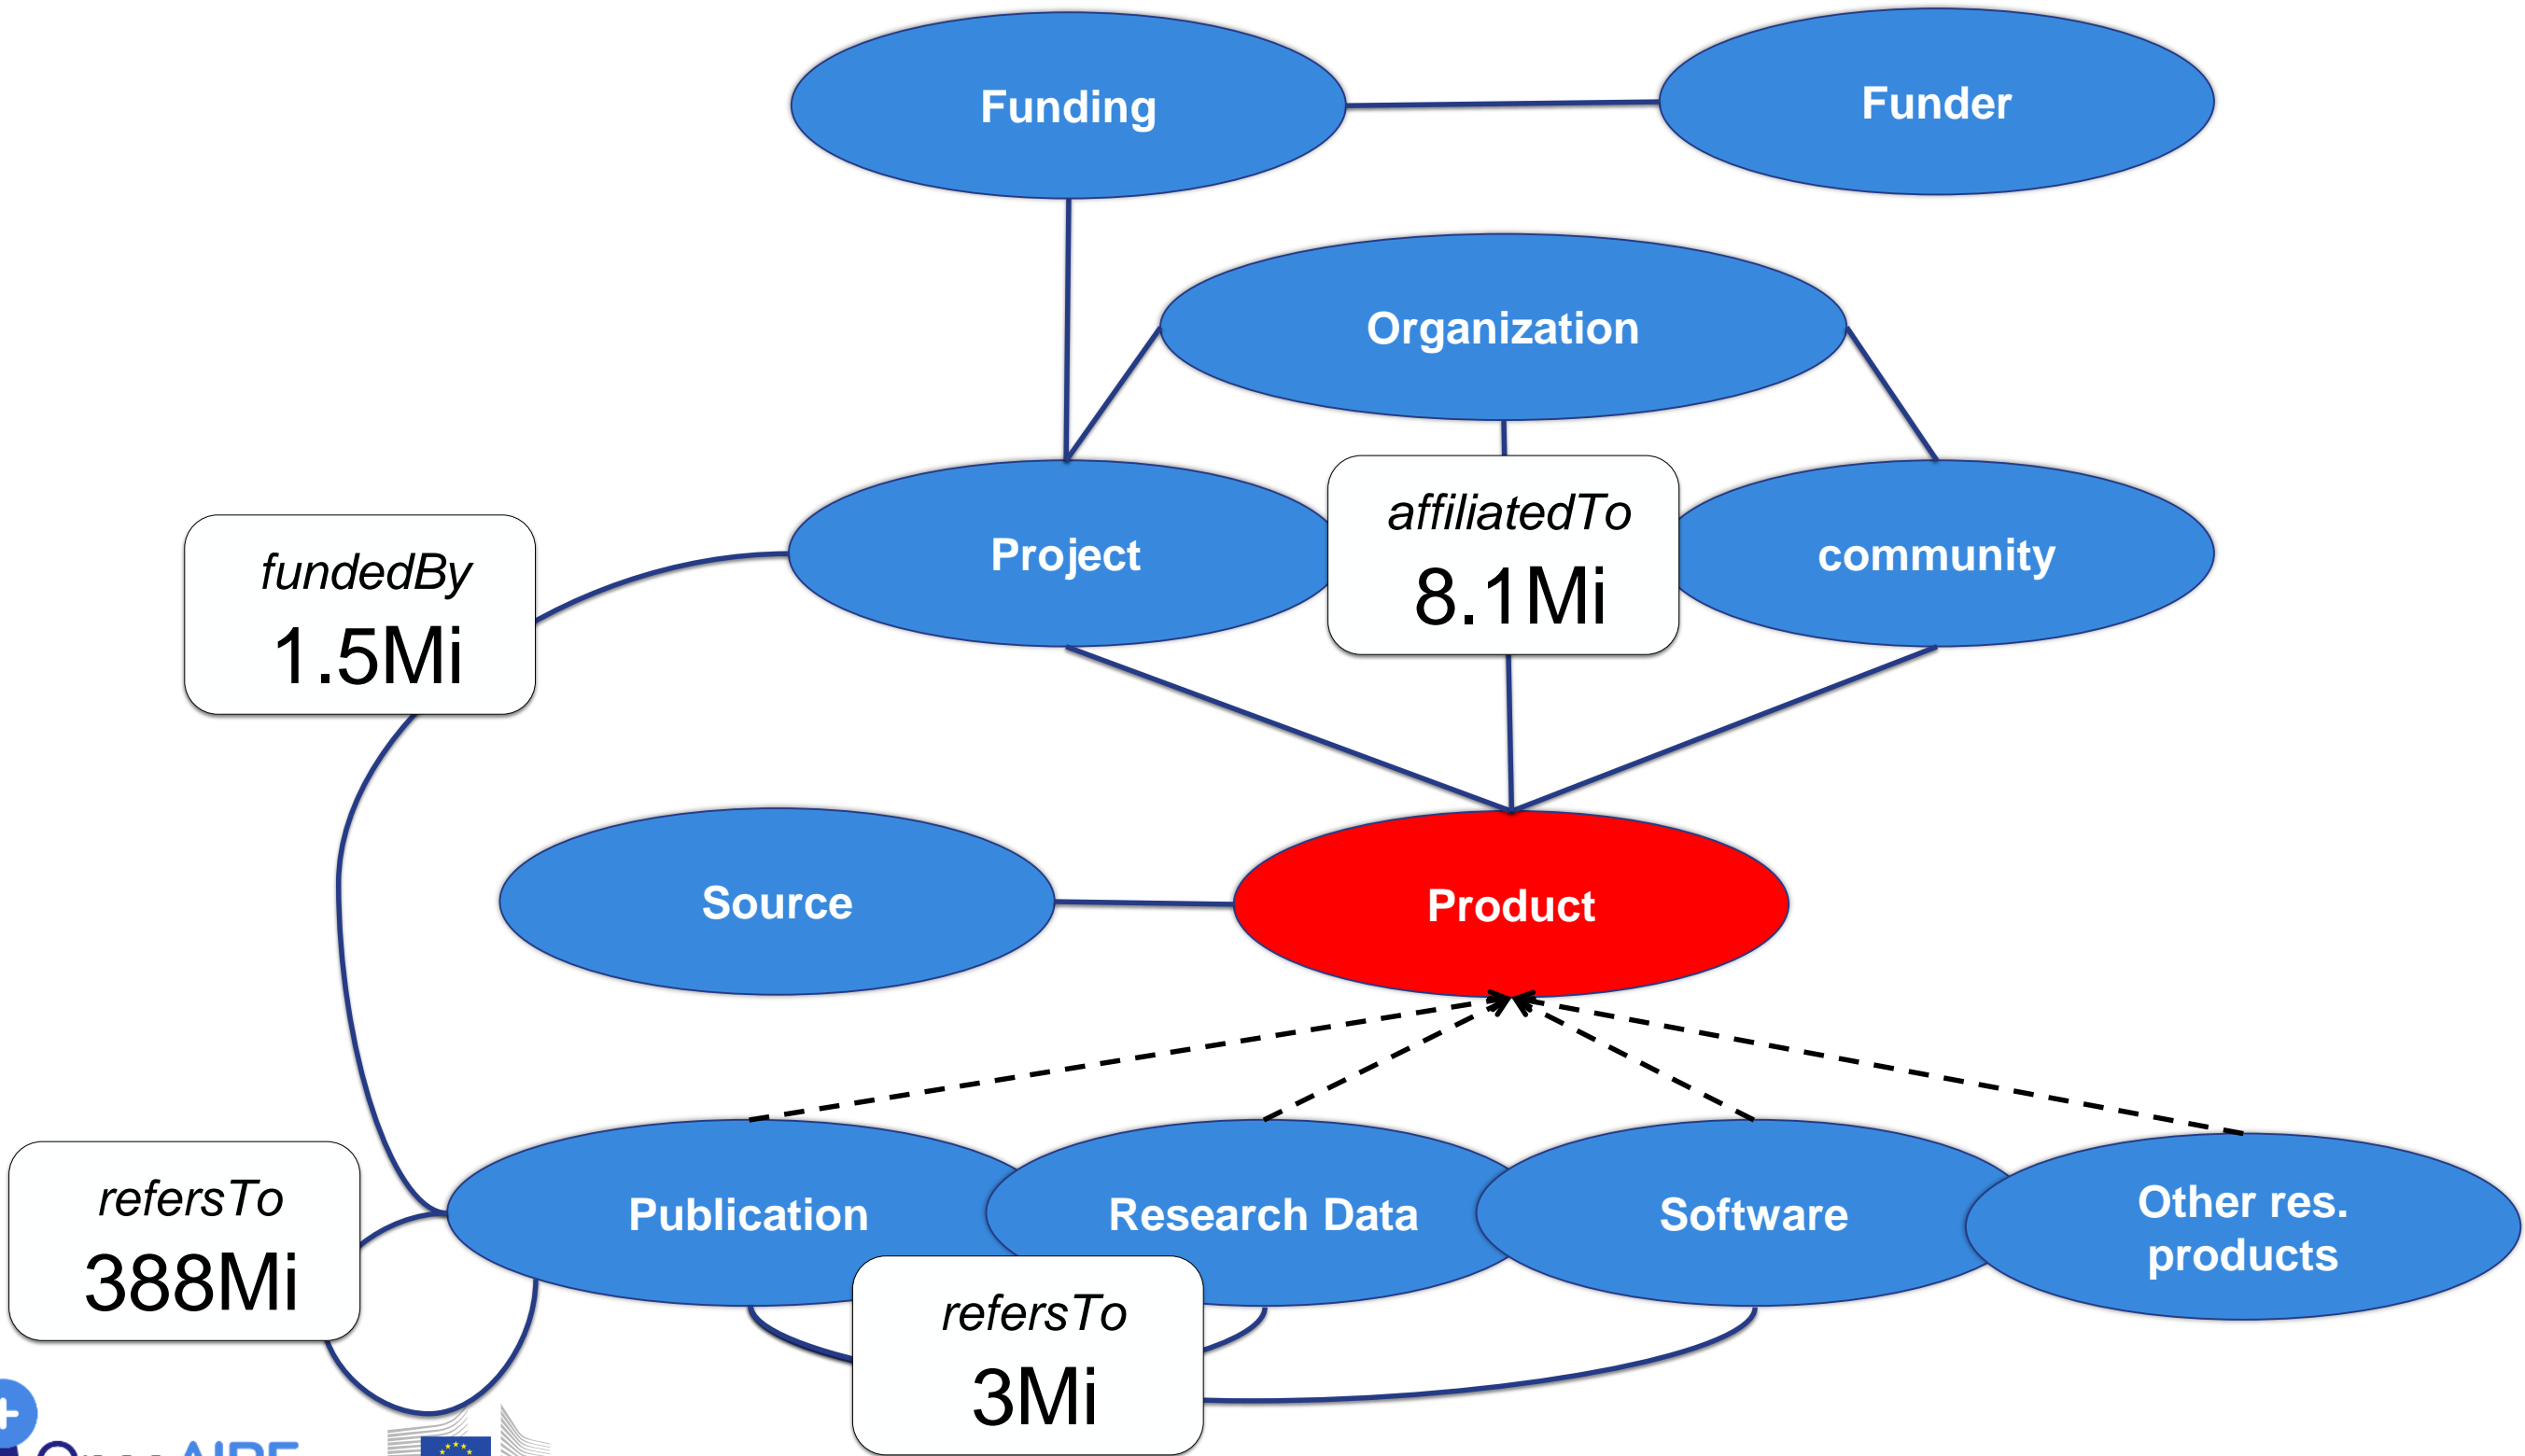 Funding
Funder
Organization
affiliatedTo
8.1Mi
Project
community
fundedBy
1.5Mi
Source
Product
refersTo
388Mi
Publication
Research Data
Software
Other res.
products
refersTo
3Mi
OpenAIRE